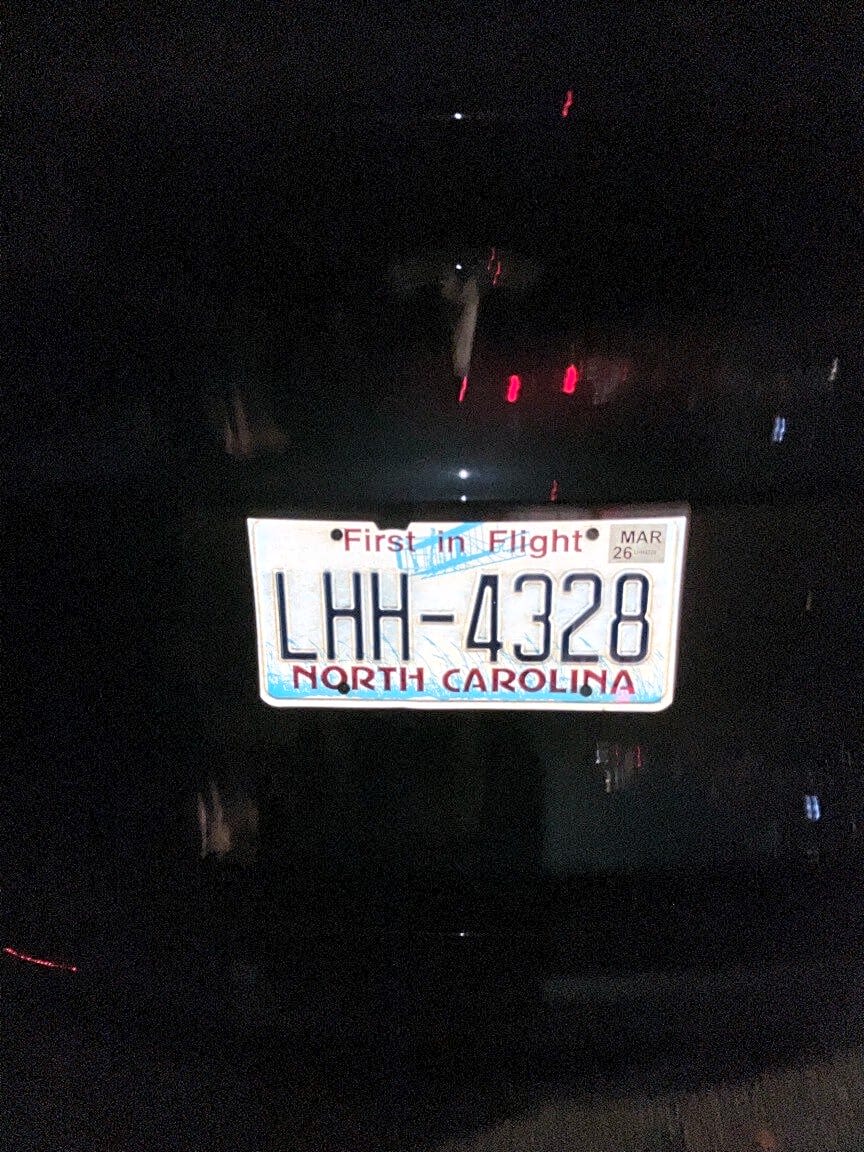 First in Flight
MAR
26
LHH-4328
NORTH CAROLINA